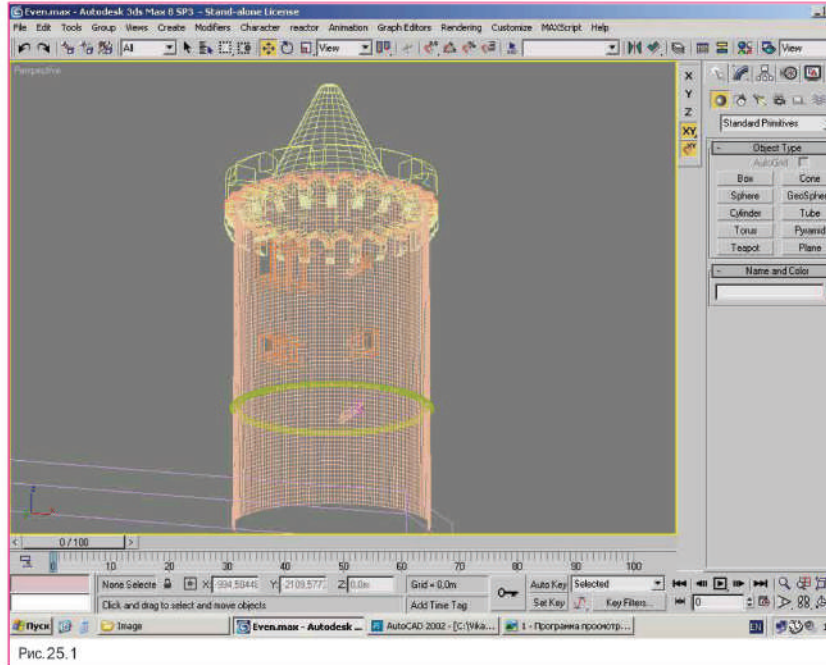 Even.max - Autodesk 3ds Max 8 SP3 - Stand-alone License
File Edit Tools Group Views Create Modifiers Character reactor Animation Graph Editors Rendering Customize MAXScript Help
All View View
Perspective
X
Y
Z
XY
Standard Primitives
- Object Type
AutoGrid
Box Cone
Sphere GeoSpher
Cylinder Tube
Torus Pyramid
Teapot Plane
- Name and Color
0 / 100
0 10 20 30 40 50 60 70 80 90 100
None Selecte X: Y: Z: 0,0m Grid = 0,0m Auto Key Selected
Click and drag to select and move objects Add Time Tag Set Key Key Filters... 0
Пуск Image Even.max - Autodesk ... AutoCAD 2002 - [C:\Vika... 1 - Программа просмотр... EN
Рис.25.1